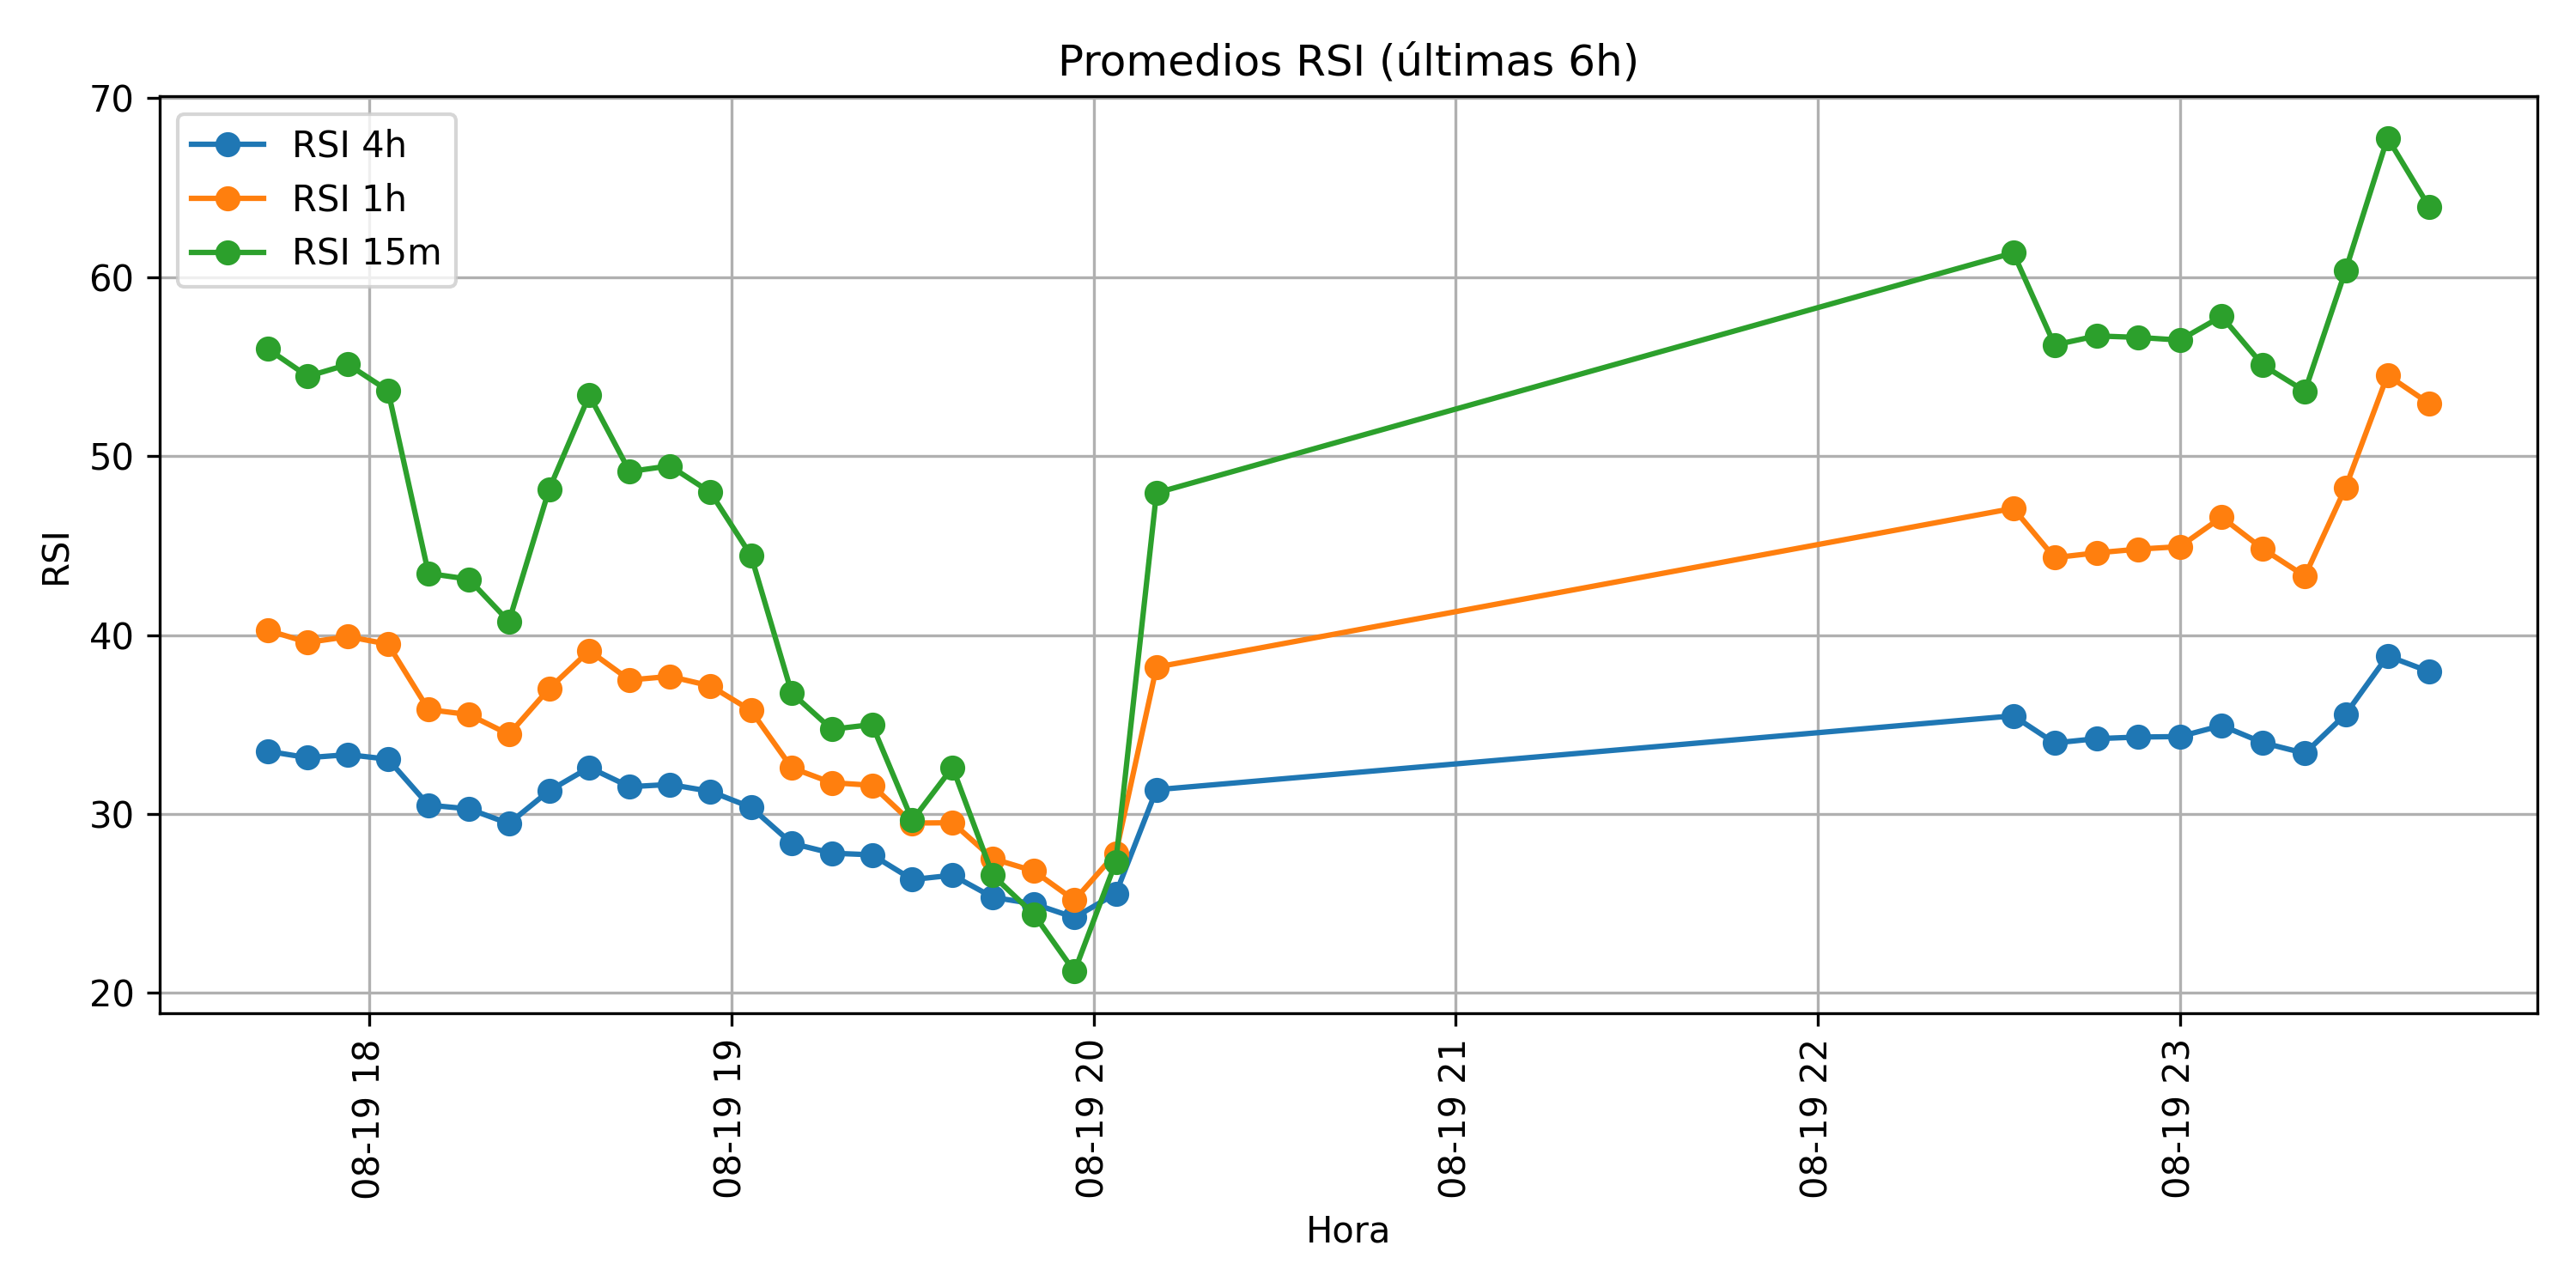 Promedios RSI (últimas 6h)
RSI 4h
RSI 1h
RSI 15m
RSI
70
60
50
40
30
20
08-19 18
08-19 19
08-19 20
08-19 21
08-19 22
08-19 23
Hora